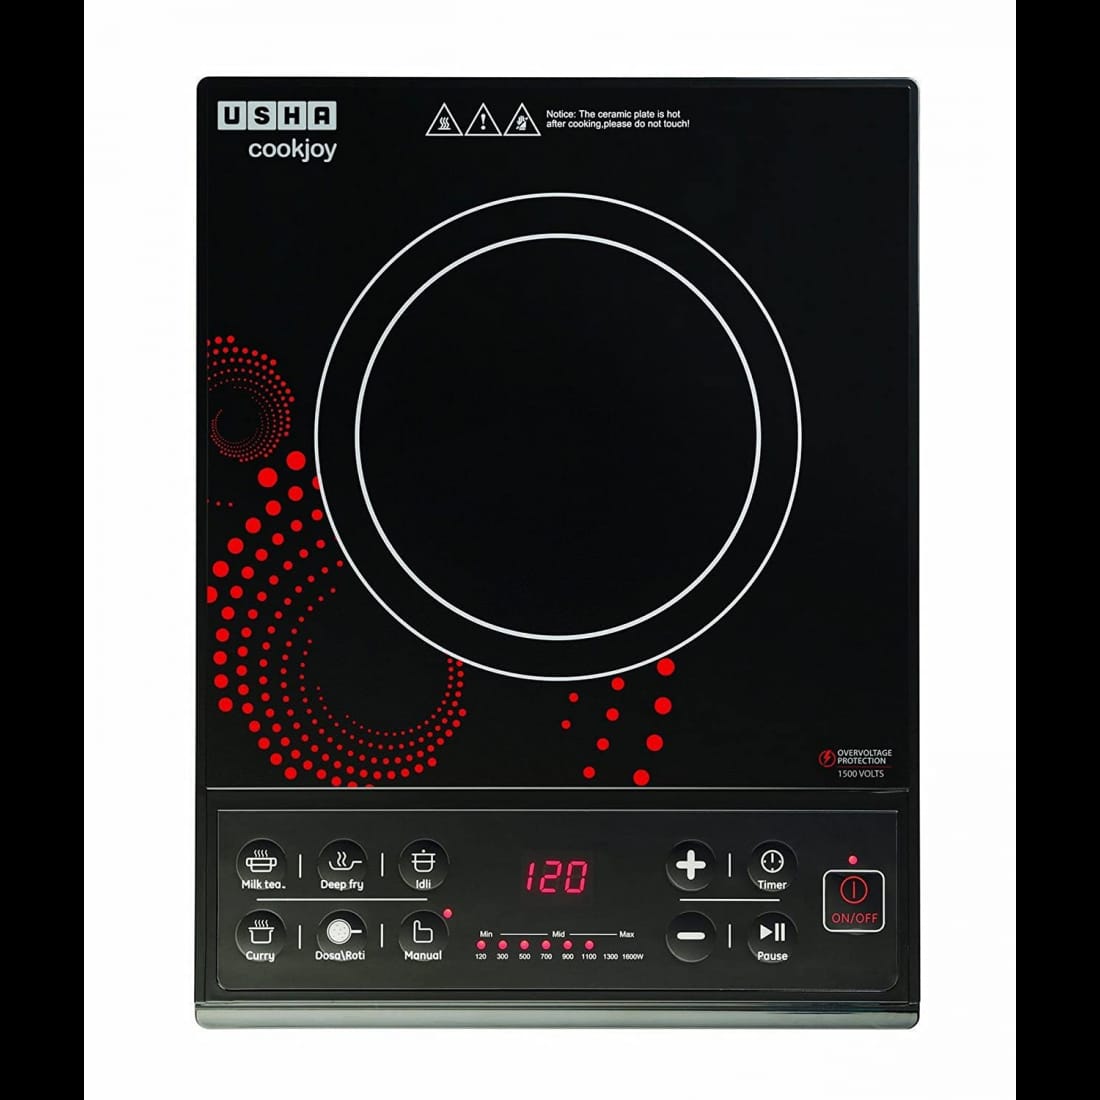 USHA
cookjoy
Notice: The ceramic plate is hot
after cooking,please do not touch!
OVERVOLTAGE
PROTECTION
1500 VOLTS
Milk tea
Deep fry
Idli
Curry
Dosa\Roti
Manual
120
Min Mid Max
120 300 500 700 900 1100 1300 1600W
Timer
Pause
ON/OFF